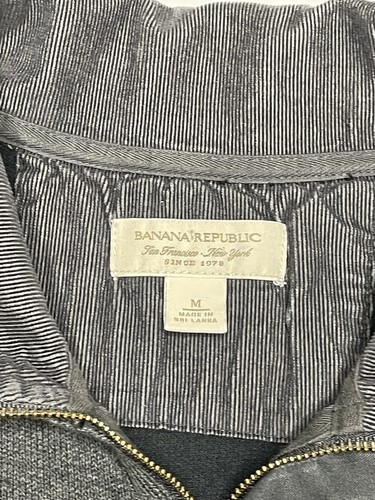 BANANA REPUBLIC
San Francisco • New York
SINCE 1978
M
MADE IN
SRI LANKA